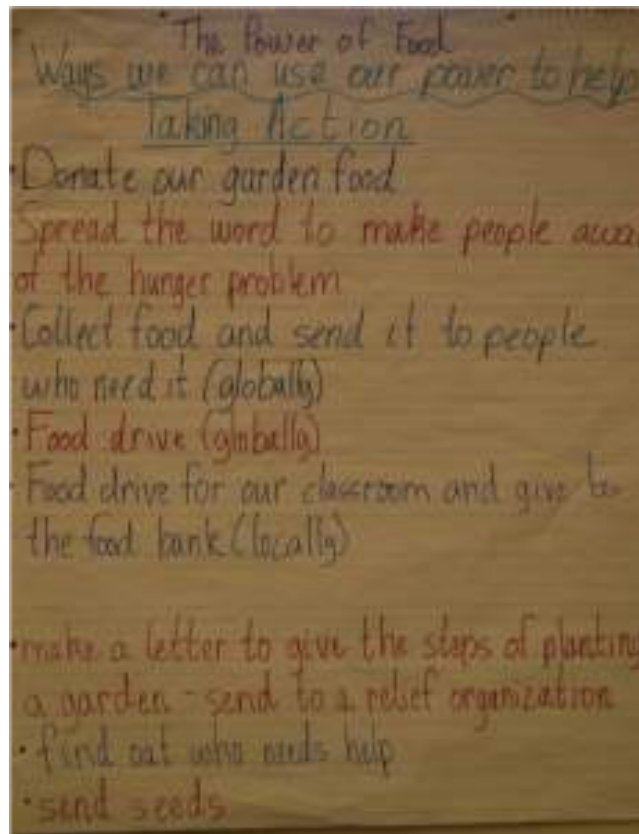 The Power of Food
Ways we can use our power to help
Taking Action
• Donate our garden food
Spread the word to make people awa
of the hunger problem
• Collect food and send it to people
who need it (globally)
• Food drive (globally)
• Food drive for our classroom and give to
the food bank (locally)
• make a letter to give the steps of planting
a garden - send to a relief organization
• find out who needs help
• send seeds